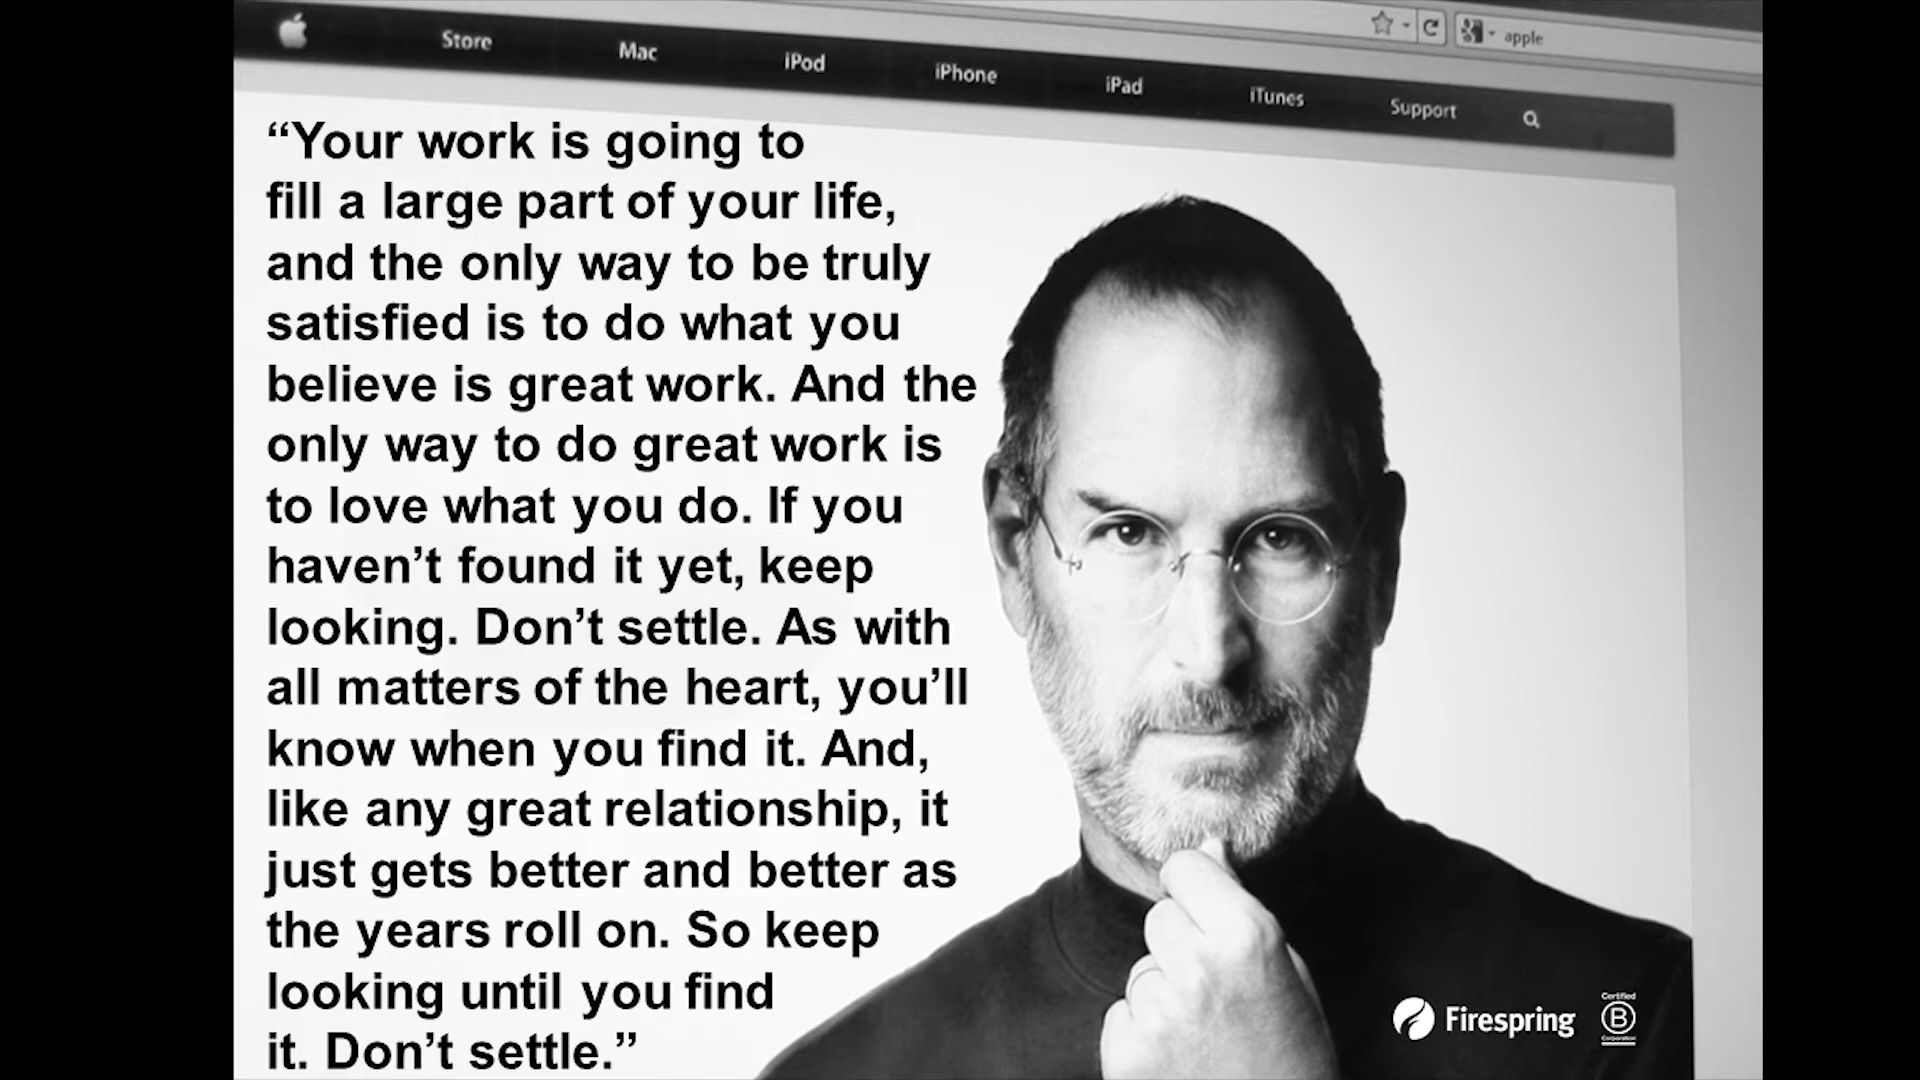 Store
Mac
iPod
iPhone
iPad
iTunes
Support
apple
“Your work is going to
fill a large part of your life,
and the only way to be truly
satisfied is to do what you
believe is great work. And the
only way to do great work is
to love what you do. If you
haven’t found it yet, keep
looking. Don’t settle. As with
all matters of the heart, you’ll
know when you find it. And,
like any great relationship, it
just gets better and better as
the years roll on. So keep
looking until you find
it. Don’t settle.”
Firespring
Certified
B
Corporation